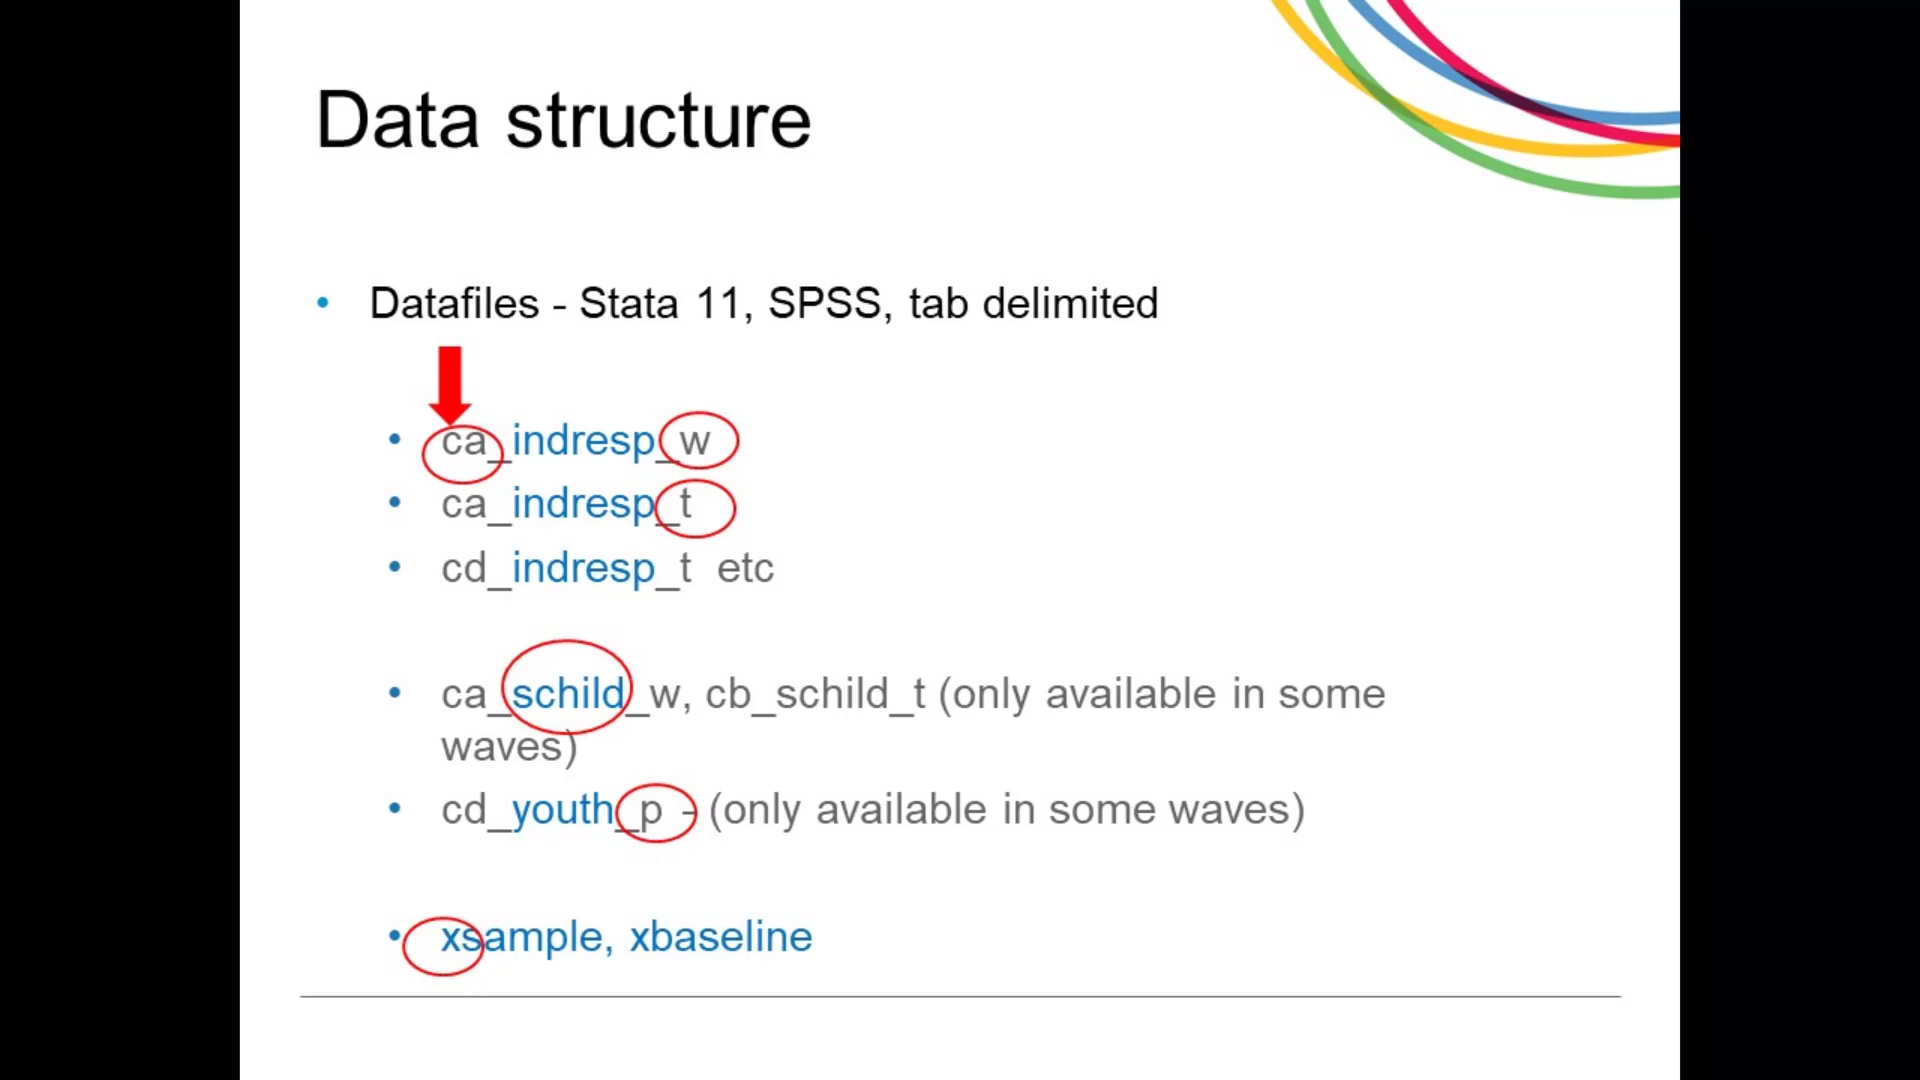 Data structure
• Datafiles - Stata 11, SPSS, tab delimited
• ca_indresp_w
• ca_indresp_t
• cd_indresp_t etc
• ca_schild_w, cb_schild_t (only available in some
waves)
• cd_youth_p - (only available in some waves)
• xsample, xbaseline